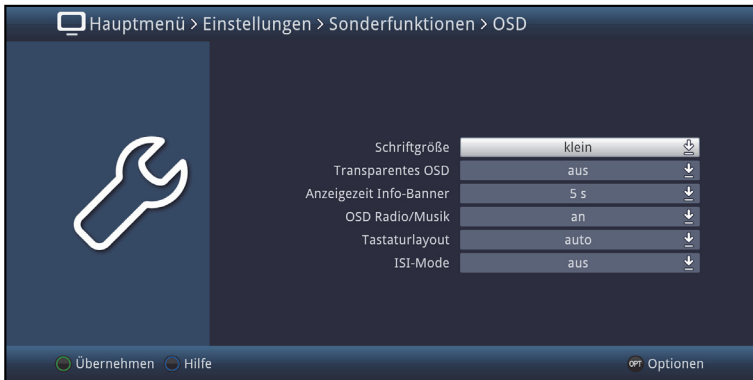 Hauptmenü > Einstellungen > Sonderfunktionen > OSD
Schriftgröße klein
Transparentes OSD aus
Anzeigezeit Info-Banner 5 s
OSD Radio/Musik an
Tastaturlayout auto
ISI-Mode aus
Übernehmen Hilfe OPT Optionen